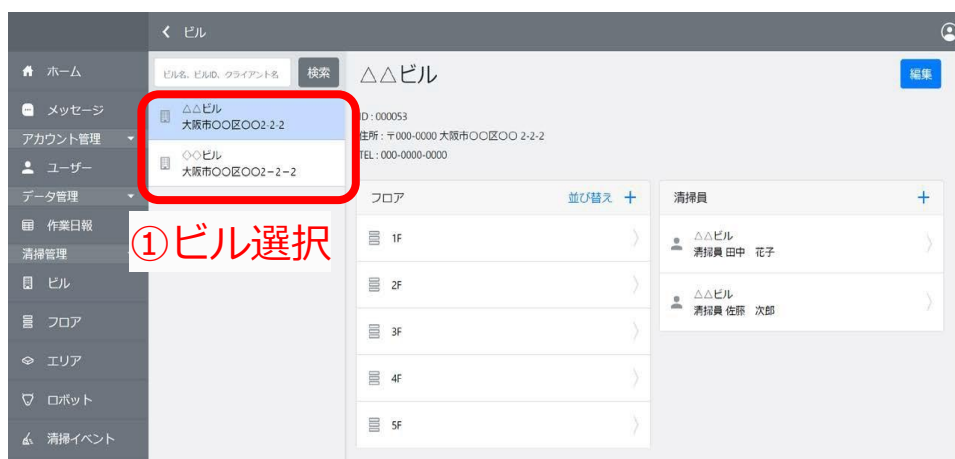 ビル
ホーム
メッセージ
アカウント管理
ユーザー
データ管理
作業日報
清掃管理
ビル
フロア
エリア
ロボット
清掃イベント
ビル名、ビルID、クライアント名
検索
△△ビル
大阪市〇〇区〇〇2-2-2
◇◇ビル
大阪市〇〇区〇〇2−2−2
①ビル選択
△△ビル
編集
ID : 000053
住所 : 〒000-0000 大阪市〇〇区〇〇 2-2-2
TEL : 000-0000-0000
フロア
並び替え +
1F
2F
3F
4F
5F
清掃員
+
△△ビル
清掃員 田中 花子
△△ビル
清掃員 佐藤 次郎